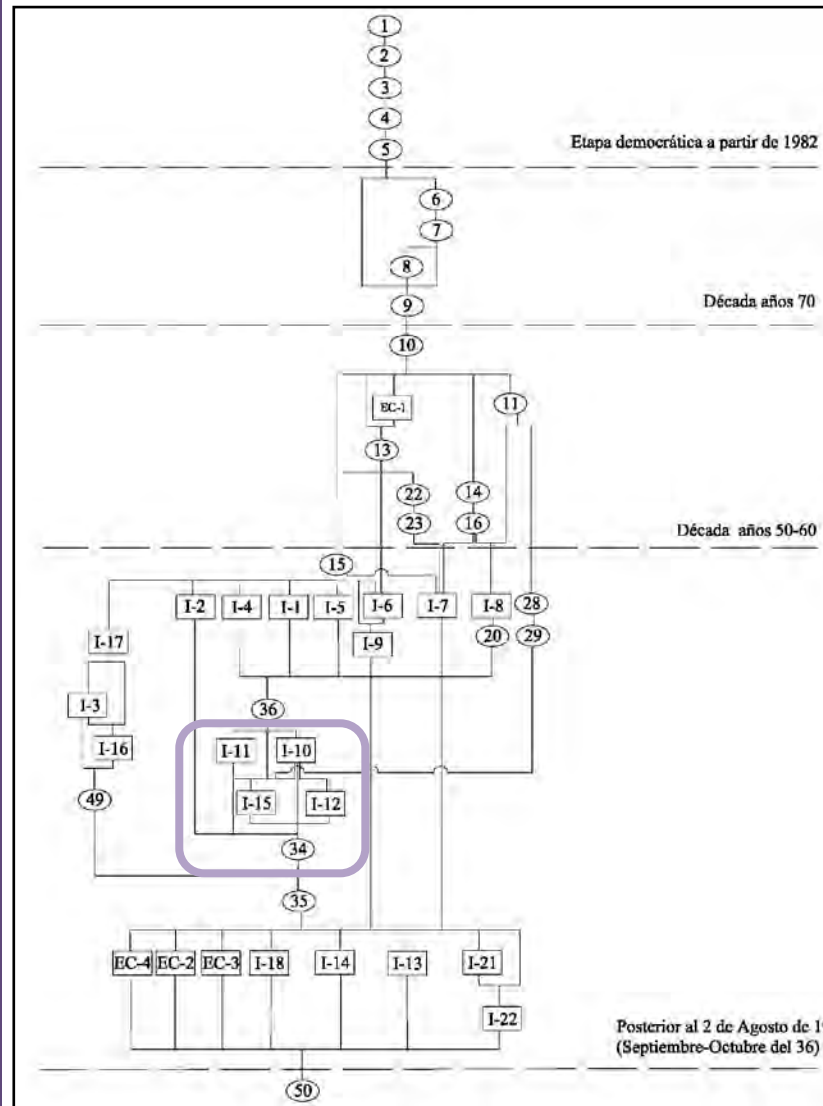 1
2
3
4
5
Etapa democrática a partir de 1982
6
7
8
9
Década años 70
10
EC-1
11
13
22
14
23
16
Década años 50-60
15
I-2
I-4
I-1
I-5
I-6
I-7
I-8
28
20
29
I-17
I-9
I-3
36
I-16
I-11
I-10
49
I-15
I-12
34
35
EC-4
EC-2
EC-3
I-18
I-14
I-13
I-21
I-22
Posterior al 2 de Agosto de 1
(Septiembre-Octubre del 36)
50